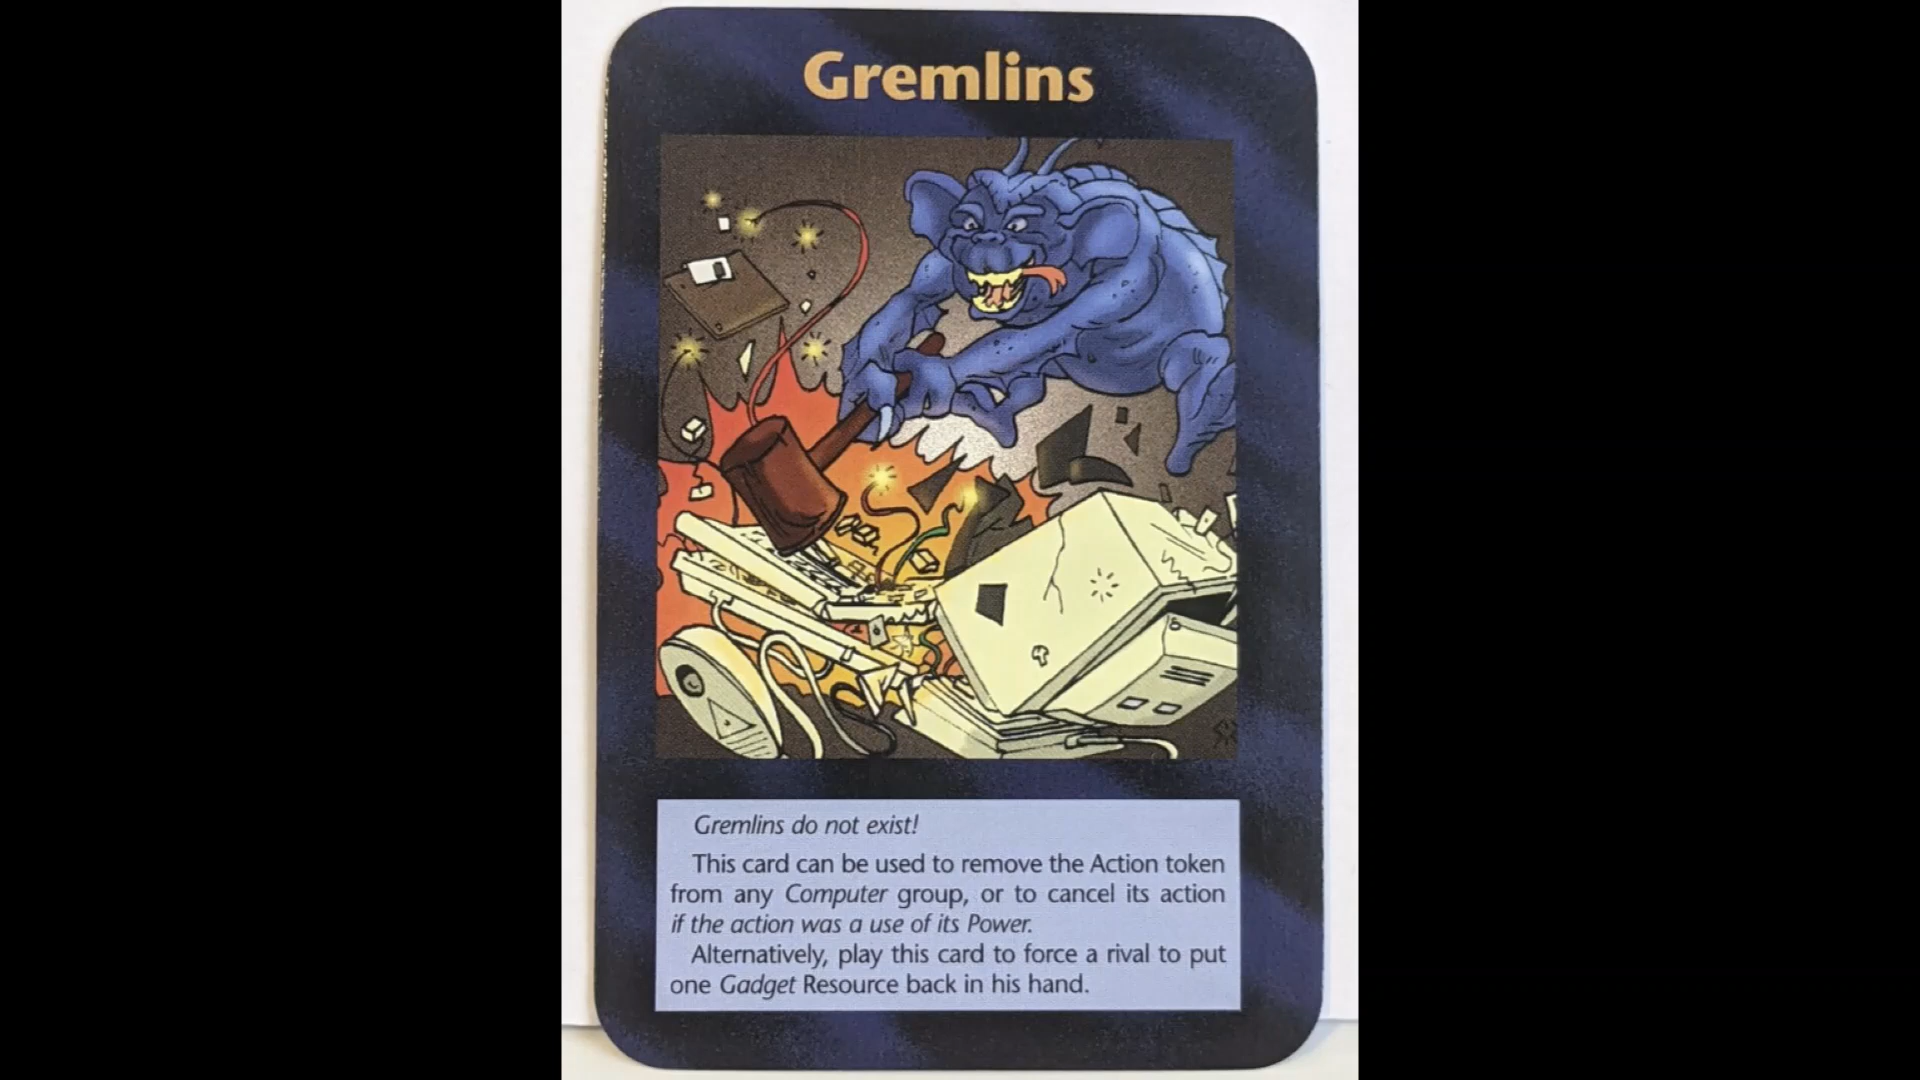 Gremlins
Gremlins do not exist!
This card can be used to remove the Action token
from any Computer group, or to cancel its action
if the action was a use of its Power.
Alternatively, play this card to force a rival to put
one Gadget Resource back in his hand.